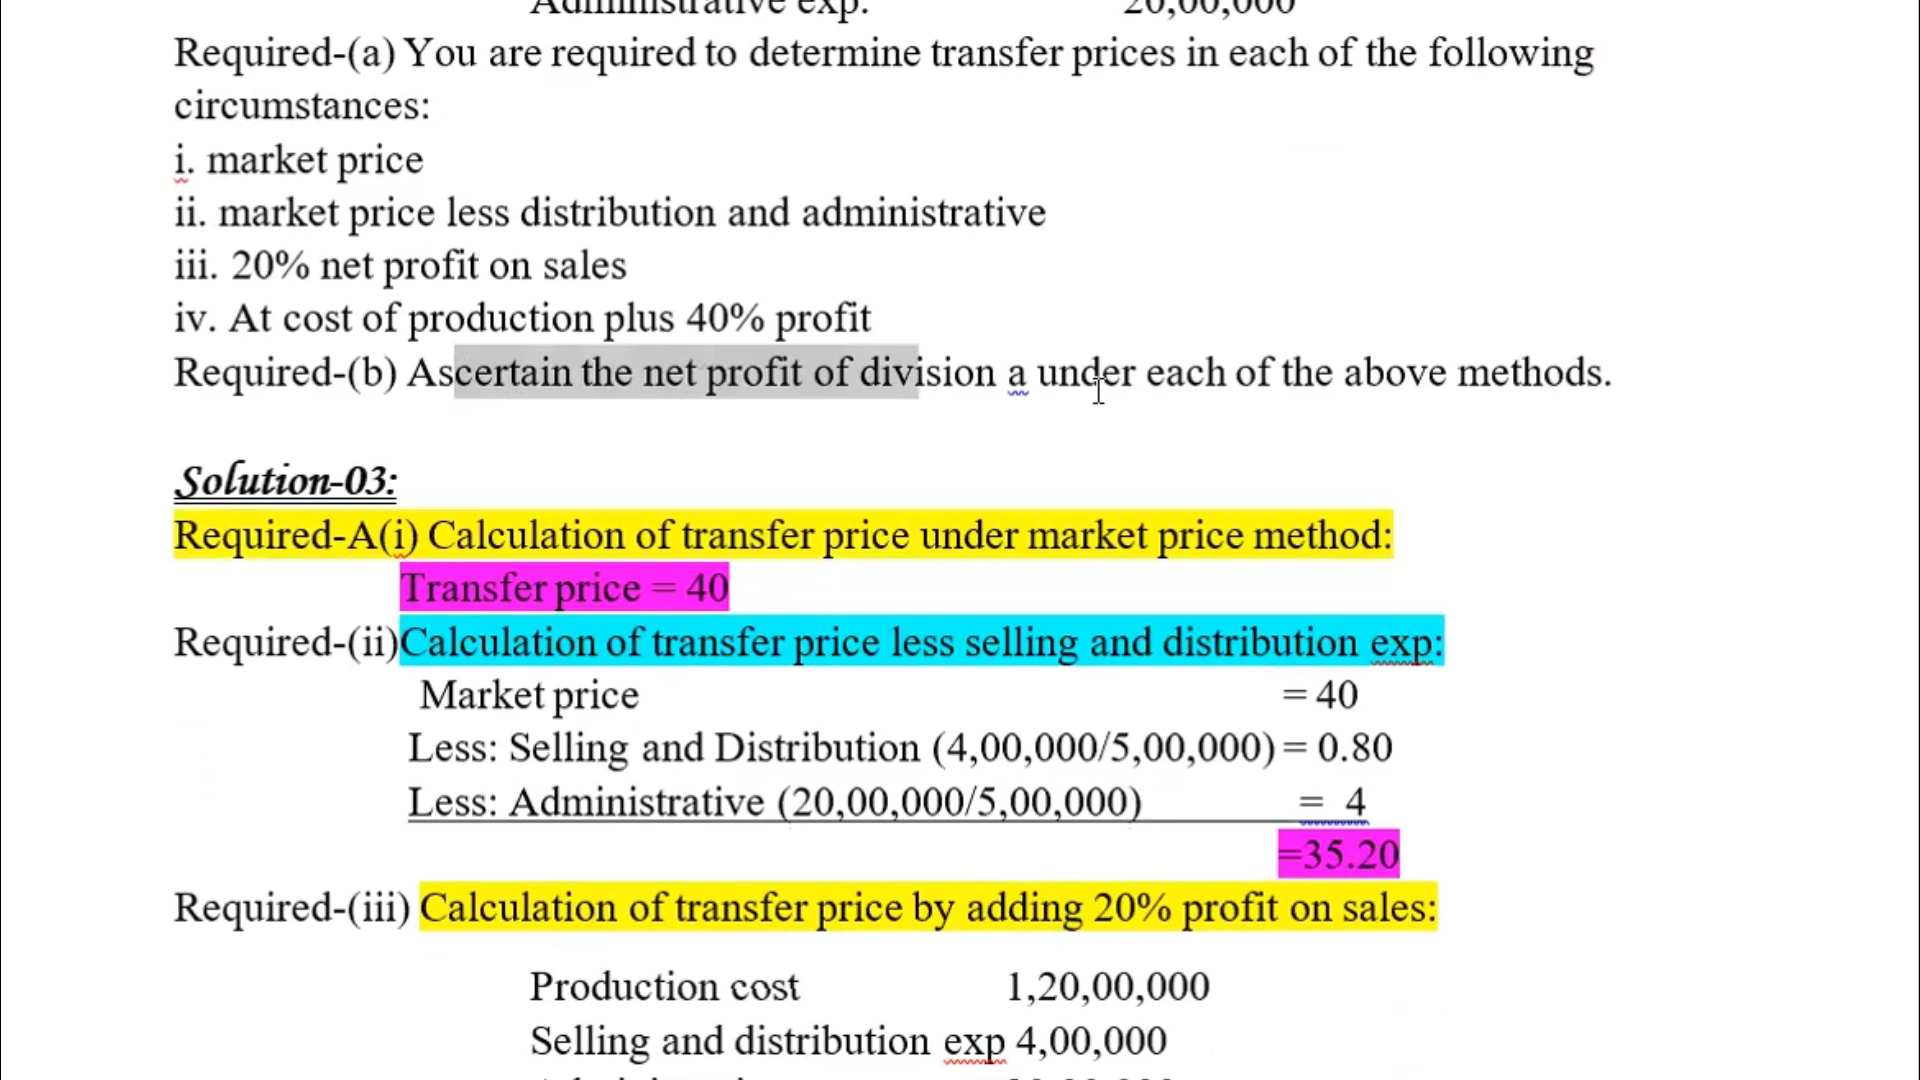 Administrative exp. 20,00,000
Required-(a) You are required to determine transfer prices in each of the following
circumstances:
i. market price
ii. market price less distribution and administrative
iii. 20% net profit on sales
iv. At cost of production plus 40% profit
Required-(b) Ascertain the net profit of division a under each of the above methods.
Solution-03:
Required-A(i) Calculation of transfer price under market price method:
Transfer price = 40
Required-(ii)Calculation of transfer price less selling and distribution exp:
Market price = 40
Less: Selling and Distribution (4,00,000/5,00,000) = 0.80
Less: Administrative (20,00,000/5,00,000) = 4
=35.20
Required-(iii) Calculation of transfer price by adding 20% profit on sales:
Production cost 1,20,00,000
Selling and distribution exp 4,00,000